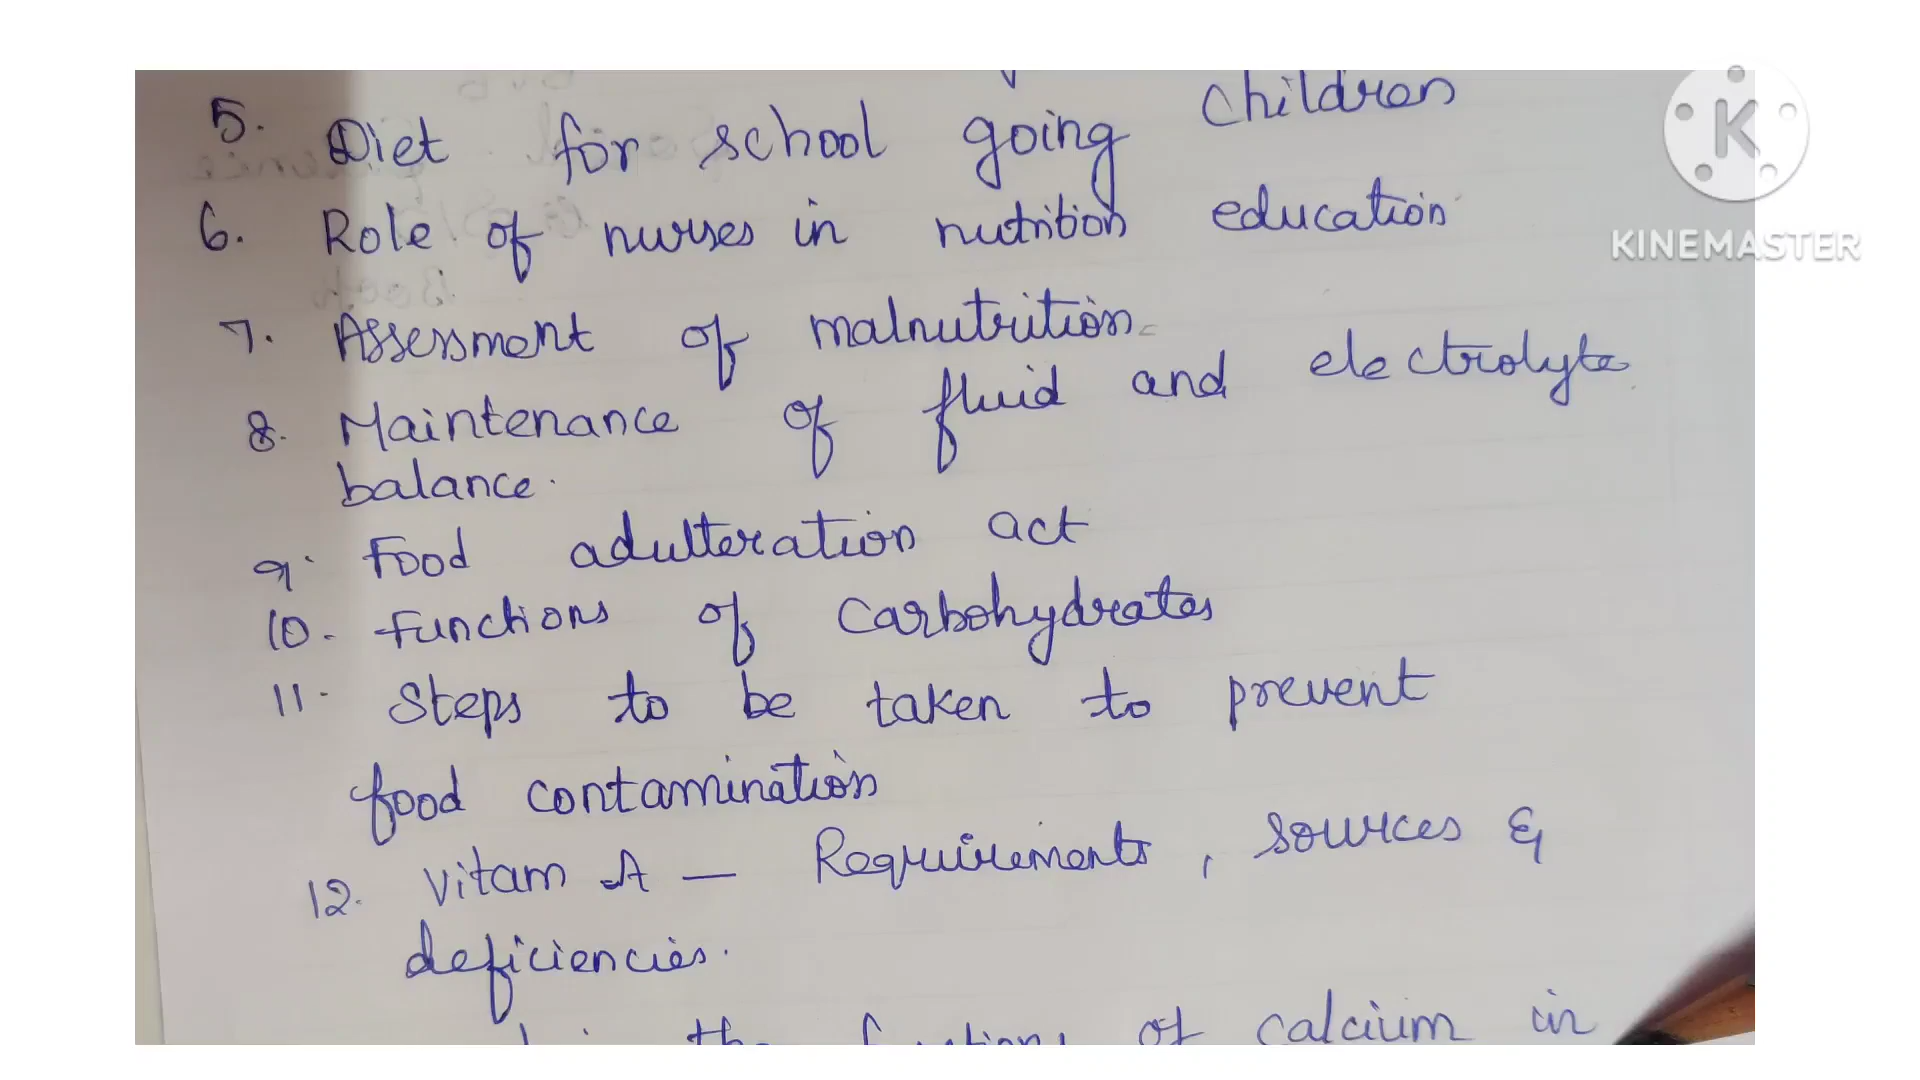 5. Diet for school going children
6. Role of nurses in nutrition education
7. Assessment of malnutrition
8. Maintenance of fluid and electrolyte
balance.
9. Food adulteration act
10. Functions of carbohydrates
11. Steps to be taken to prevent
food contamination
12. Vitam A — Requirements, sources &
deficiencies.
the functions of calcium in
K
KINEMASTER